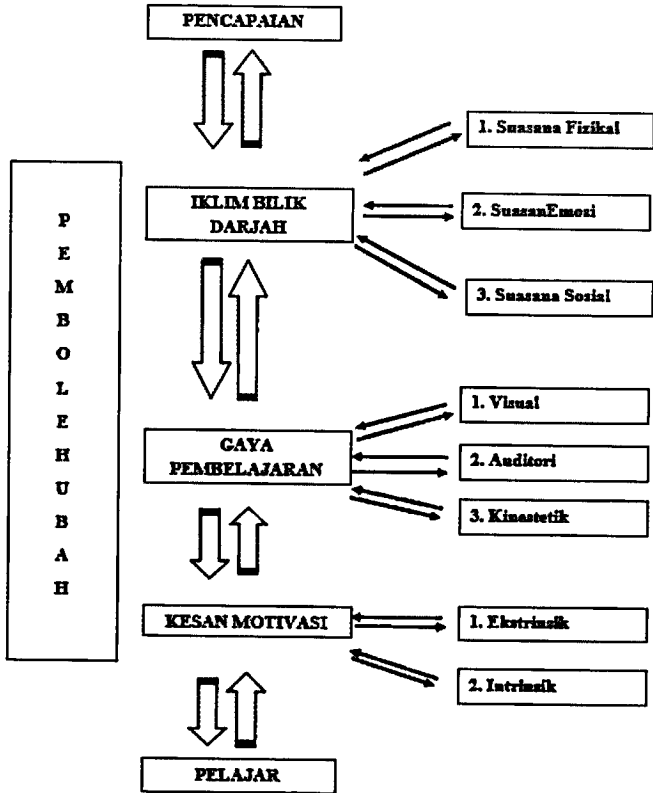 PENCAPAIAN
1. Suasana Fizikal
IKLIM BILIK
DARJAH
2. SuasanEmosi
3. Suasana Sosial
P
E
M
B
O
L
E
H
U
B
A
H
1. Visual
GAYA
PEMBELAJARAN
2. Auditori
3. Kinastetik
KESAN MOTIVASI
1. Ekstrinsik
2. Intrinsik
PELAJAR